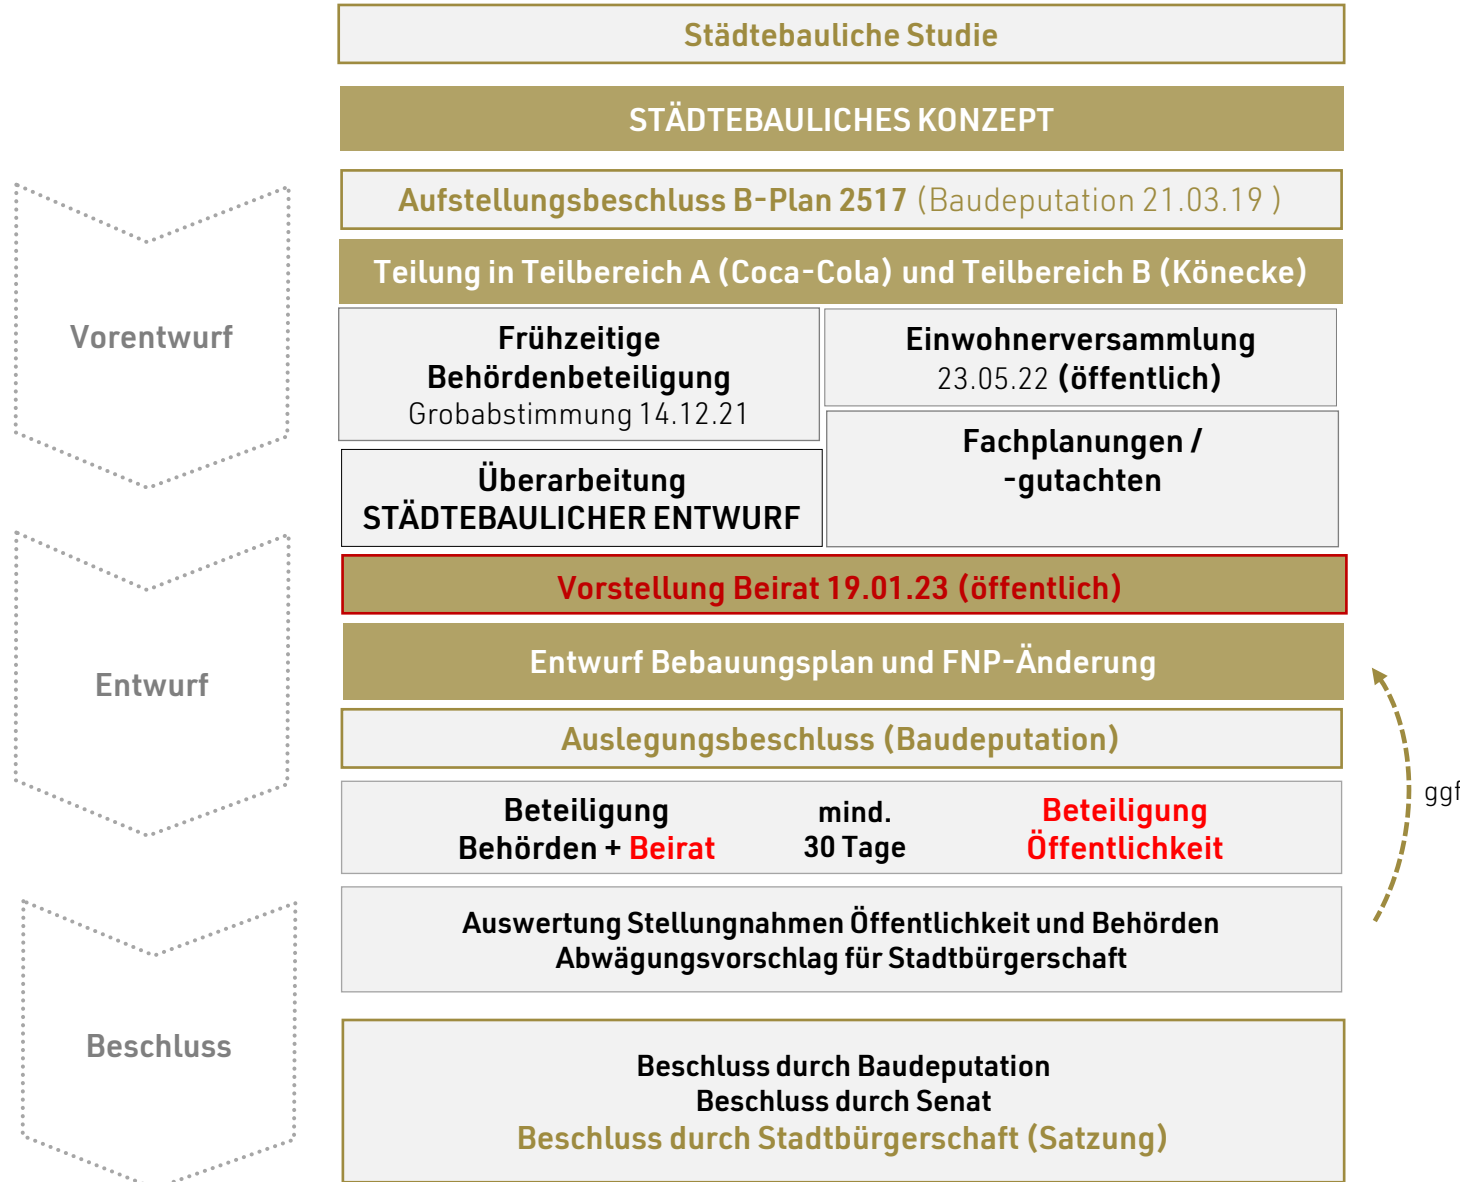 Städtebauliche Studie
STÄDTEBAULICHES KONZEPT
Aufstellungsbeschluss B-Plan 2517 (Baudeputation 21.03.19 )
Teilung in Teilbereich A (Coca-Cola) und Teilbereich B (Könecke)
Vorentwurf
Frühzeitige
Behördenbeteiligung
Grobabstimmung 14.12.21
Einwohnerversammlung
23.05.22 (öffentlich)
Überarbeitung
STÄDTEBAULICHER ENTWURF
Fachplanungen /
-gutachten
Vorstellung Beirat 19.01.23 (öffentlich)
Entwurf
Entwurf Bebauungsplan und FNP-Änderung
Auslegungsbeschluss (Baudeputation)
Beteiligung
Behörden + Beirat
mind.
30 Tage
Beteiligung
Öffentlichkeit
ggf
Auswertung Stellungnahmen Öffentlichkeit und Behörden
Abwägungsvorschlag für Stadtbürgerschaft
Beschluss
Beschluss durch Baudeputation
Beschluss durch Senat
Beschluss durch Stadtbürgerschaft (Satzung)